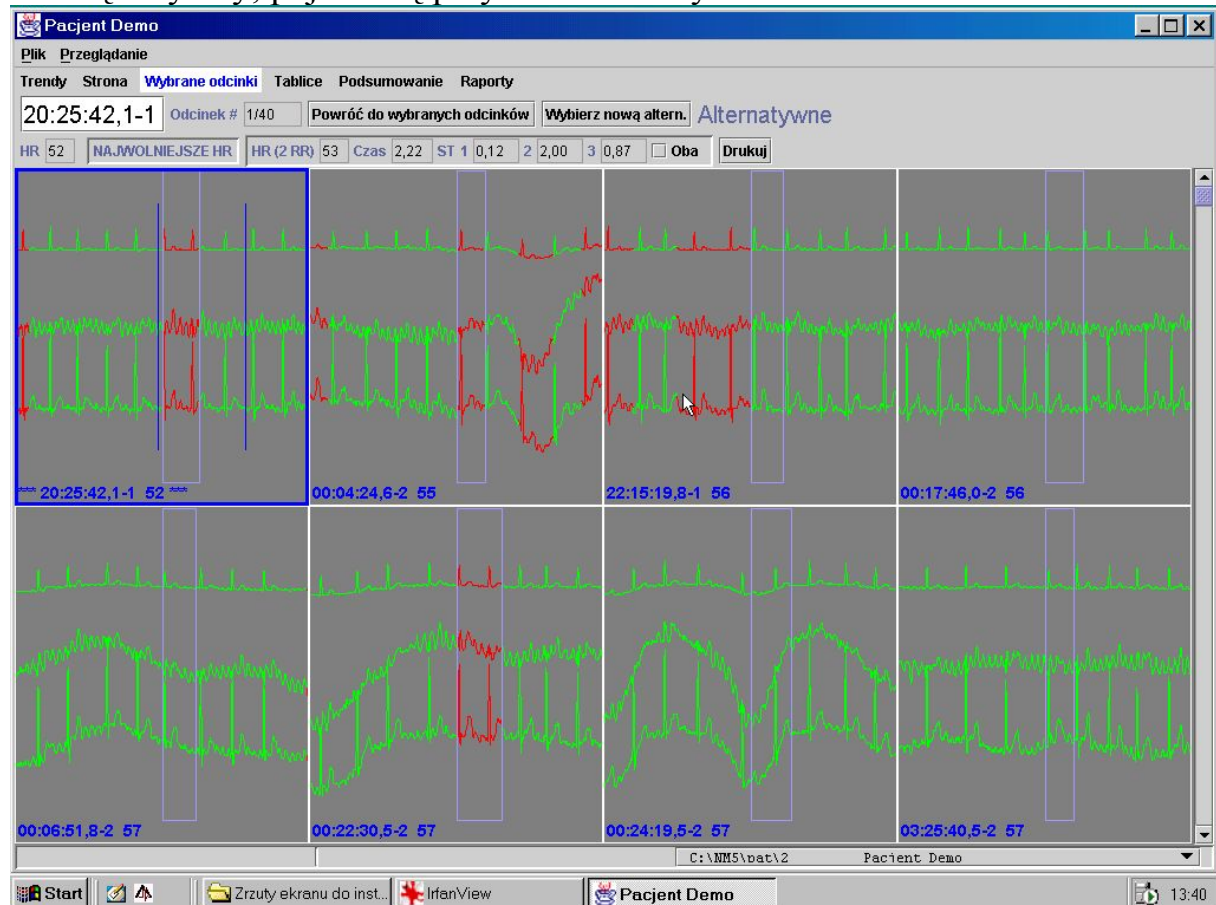 Pacjent Demo
Plik Przeglądanie
Trendy Strona Wybrane odcinki Tablice Podsumowanie Raporty
20:25:42,1-1 Odcinek # 1/40 Powróć do wybranych odcinków Wybierz nową altern. Alternatywne
HR 52 NAJWOLNIEJSZE HR HR (2 RR) 53 Czas 2,22 ST 1 0,12 2 2,00 3 0,87 Oba Drukuj
*** 20:25:42,1-1 52 *** 00:04:24,6-2 55 22:15:19,8-1 56 00:17:46,0-2 56
00:06:51,8-2 57 00:22:30,5-2 57 00:24:19,5-2 57 03:25:40,5-2 57
C:\NM5\pat\2 Pacjent Demo
Start Zrzuty ekranu do inst... IrfanView Pacjent Demo 13:40